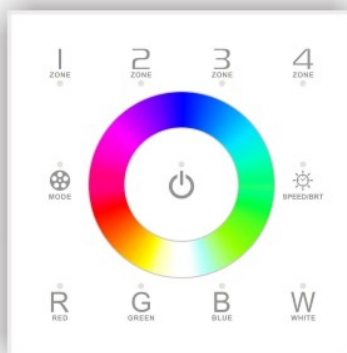 1 2 3 4
ZONE ZONE ZONE ZONE
MODE SPEED/BRT
R G B W
RED GREEN BLUE WHITE